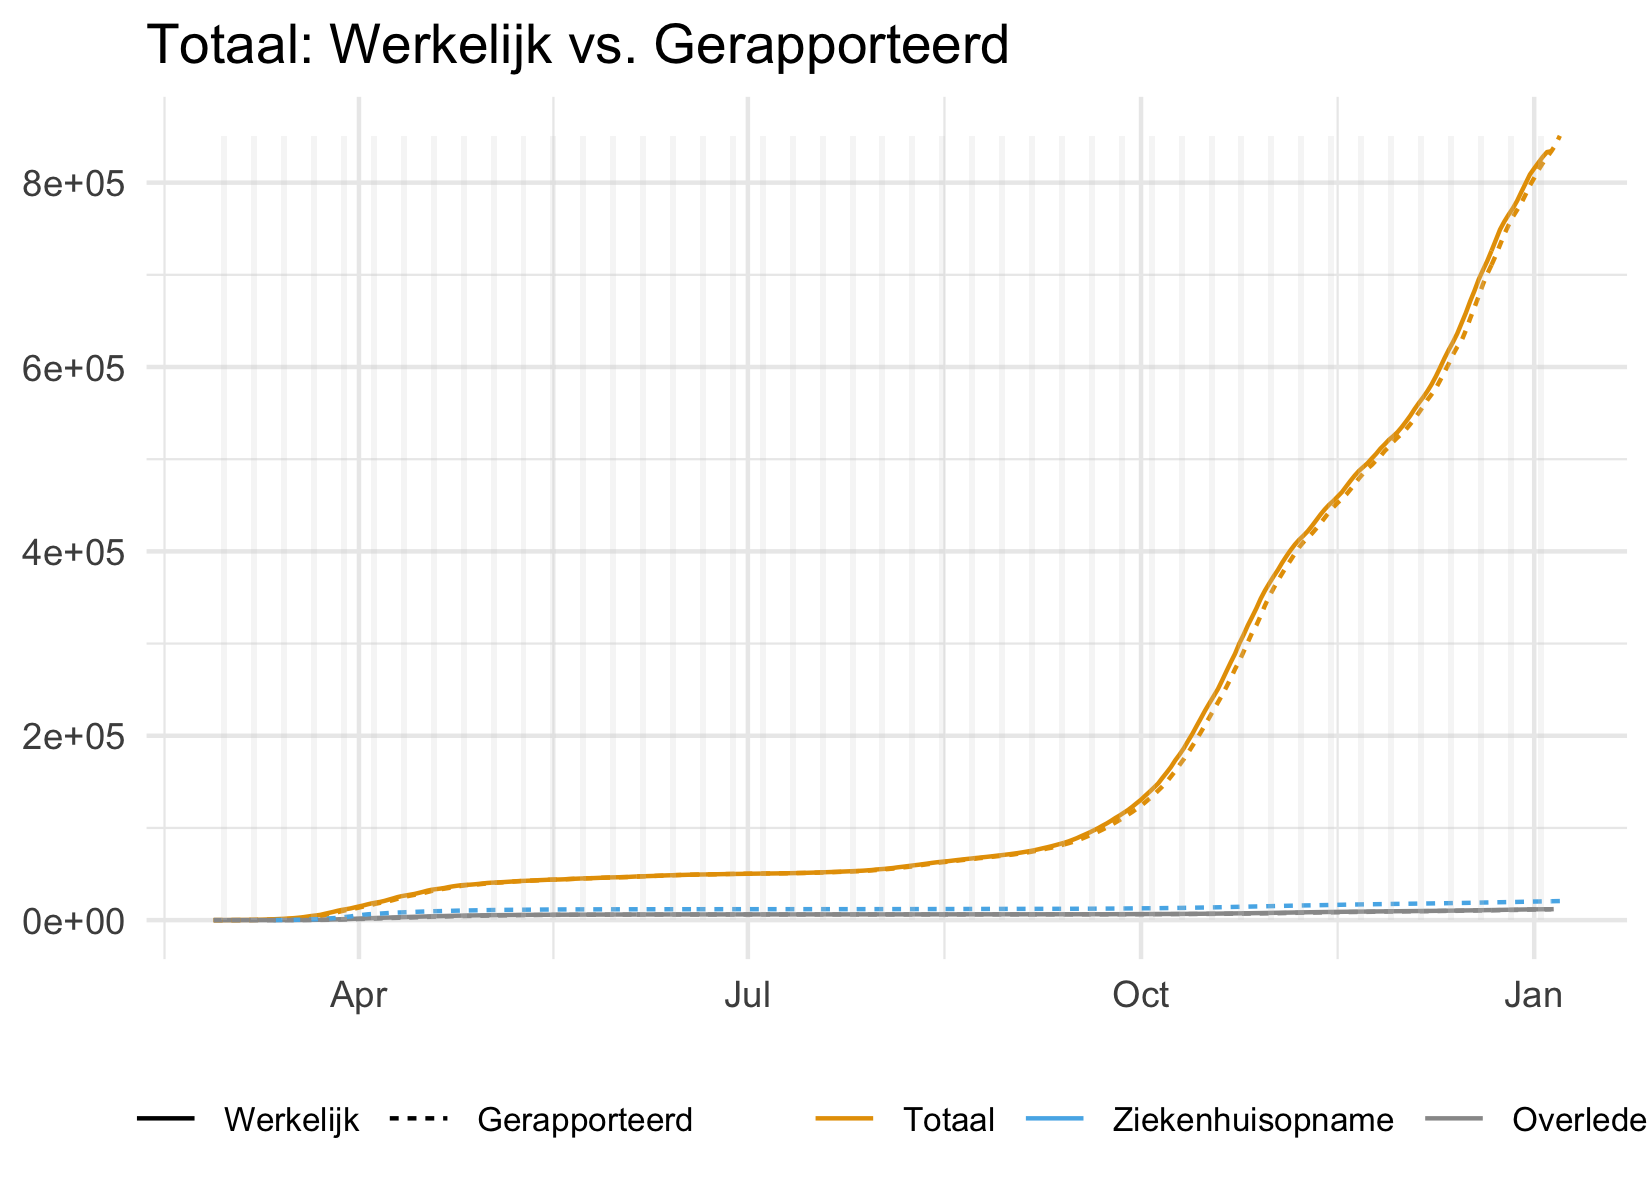 Totaal: Werkelijk vs. Gerapporteerd
8e+05
6e+05
4e+05
2e+05
0e+00
Apr Jul Oct Jan
Werkelijk Gerapporteerd Totaal Ziekenhuisopname Overlede